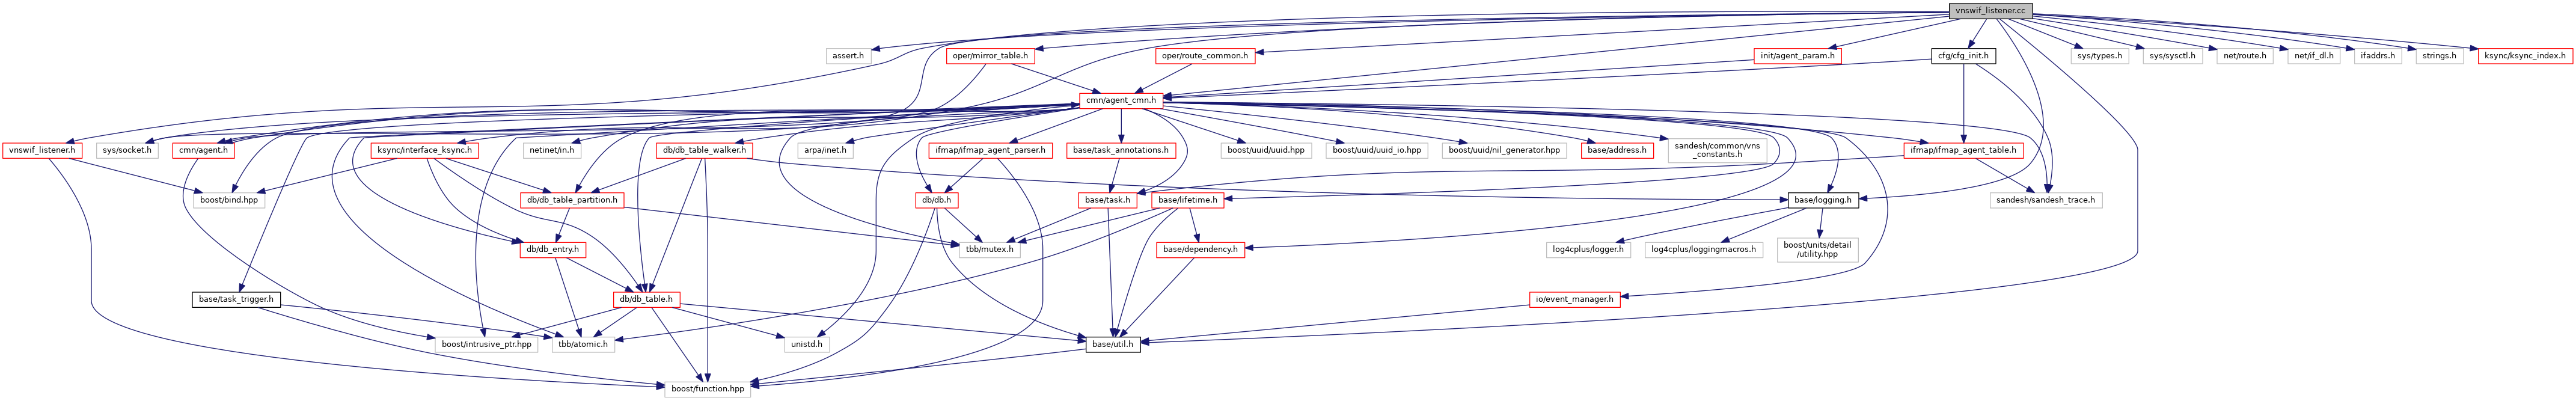 vnswif_listener.cc
assert.h
oper/mirror_table.h
oper/route_common.h
init/agent_param.h
cfg/cfg_init.h
sys/types.h
sys/sysctl.h
net/route.h
net/if_dl.h
ifaddrs.h
strings.h
ksync/ksync_index.h
cmn/agent_cmn.h
vnswif_listener.h
sys/socket.h
cmn/agent.h
ksync/interface_ksync.h
netinet/in.h
db/db_table_walker.h
arpa/inet.h
ifmap/ifmap_agent_parser.h
base/task_annotations.h
boost/uuid/uuid.hpp
boost/uuid/uuid_io.hpp
boost/uuid/nil_generator.hpp
base/address.h
sandesh/common/vns
_constants.h
ifmap/ifmap_agent_table.h
boost/bind.hpp
db/db_table_partition.h
db/db.h
base/task.h
base/lifetime.h
base/logging.h
sandesh/sandesh_trace.h
db/db_entry.h
tbb/mutex.h
base/dependency.h
log4cplus/logger.h
log4cplus/loggingmacros.h
boost/units/detail
/utility.hpp
base/task_trigger.h
db/db_table.h
io/event_manager.h
boost/intrusive_ptr.hpp
tbb/atomic.h
unistd.h
base/util.h
boost/function.hpp